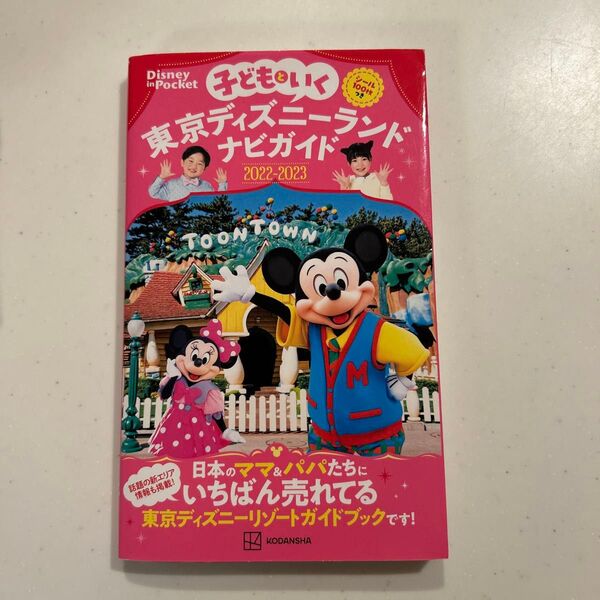 Disney
in Pocket
子どもといく
シール
100枚
つき
東京ディズニーランド
ナビガイド
2022-2023
TOONTOWN
M
話題の新エリア
情報も掲載!
日本のママ&パパたちに
いちばん売れてる
東京ディズニーリゾートガイドブックです!
KODANSHA